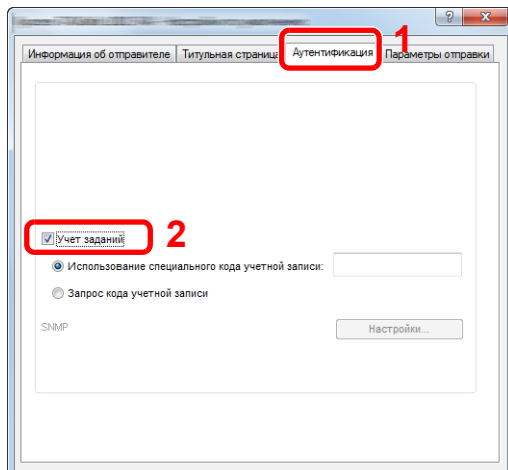 Информация об отправителе Титульная страница Аутентификация Параметры отправки
1
Учет заданий
2
Использование специального кода учетной записи:
Запрос кода учетной записи
SNMP
Настройки...